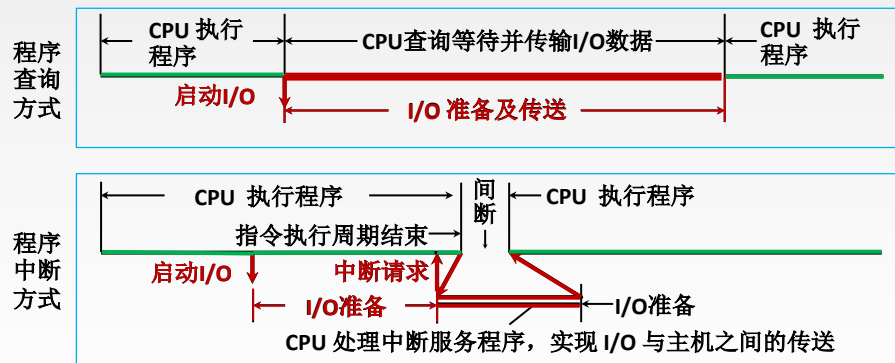 程序
查询
方式
CPU 执行
程序
CPU查询等待并传输I/O数据
CPU 执行
程序
启动I/O
I/O 准备及传送
程序
中断
方式
CPU 执行程序
间
断
CPU 执行程序
指令执行周期结束
启动I/O
中断请求
I/O准备
I/O准备
CPU 处理中断服务程序，实现 I/O 与主机之间的传送